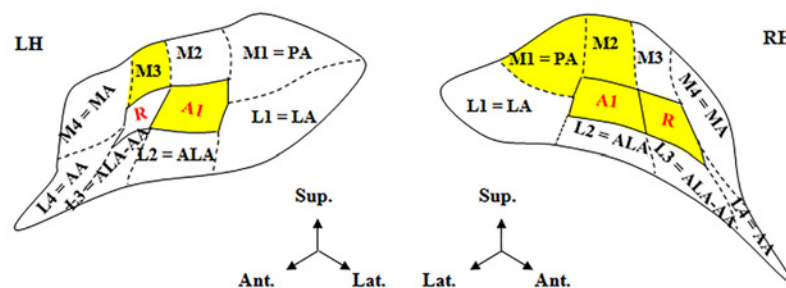 LH
M2
M3
M1 = PA
M4 = MA
R
A1
L1 = LA
L2 = ALA
L3 = ALA-AA
L4 = AA
Sup.
Ant.
Lat.
RH
M2
M1 = PA
M3
M4 = MA
L1 = LA
A1
R
L2 = ALA
L3 = ALA-AA
L4 = AA
Sup.
Lat.
Ant.